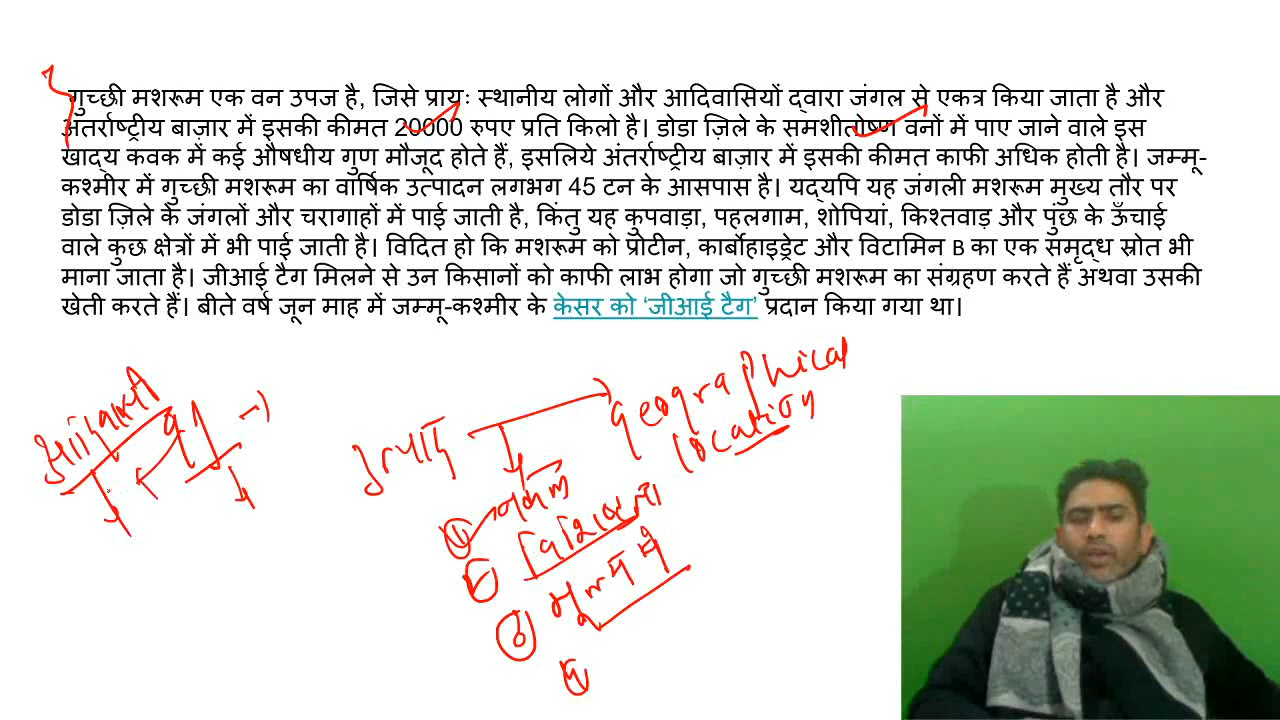 गुच्छी मशरूम एक वन उपज है, जिसे प्रायः स्थानीय लोगों और आदिवासियों द्वारा जंगल से एकत्र किया जाता है और
अंतर्राष्ट्रीय बाज़ार में इसकी कीमत 20000 रुपए प्रति किलो है। डोडा ज़िले के समशीतोष्ण वनों में पाए जाने वाले इस
खाद्य कवक में कई औषधीय गुण मौजूद होते हैं, इसलिये अंतर्राष्ट्रीय बाज़ार में इसकी कीमत काफी अधिक होती है। जम्मू-
कश्मीर में गुच्छी मशरूम का वार्षिक उत्पादन लगभग 45 टन के आसपास है। यद्यपि यह जंगली मशरूम मुख्य तौर पर
डोडा ज़िले के जंगलों और चरागाहों में पाई जाती है, किंतु यह कुपवाड़ा, पहलगाम, शोपियां, किश्तवाड़ और पुंछ के ऊँचाई
वाले कुछ क्षेत्रों में भी पाई जाती है। विदित हो कि मशरूम को प्रोटीन, कार्बोहाइड्रेट और विटामिन B का एक समृद्ध स्रोत भी
माना जाता है। जीआई टैग मिलने से उन किसानों को काफी लाभ होगा जो गुच्छी मशरूम का संग्रहण करते हैं अथवा उसकी
खेती करते हैं। बीते वर्ष जून माह में जम्मू-कश्मीर के केसर को ‘जीआई टैग’ प्रदान किया गया था।
आदिवासी
उत्पाद
Geographical
location
नकल
विशिष्टता
मूल्य में